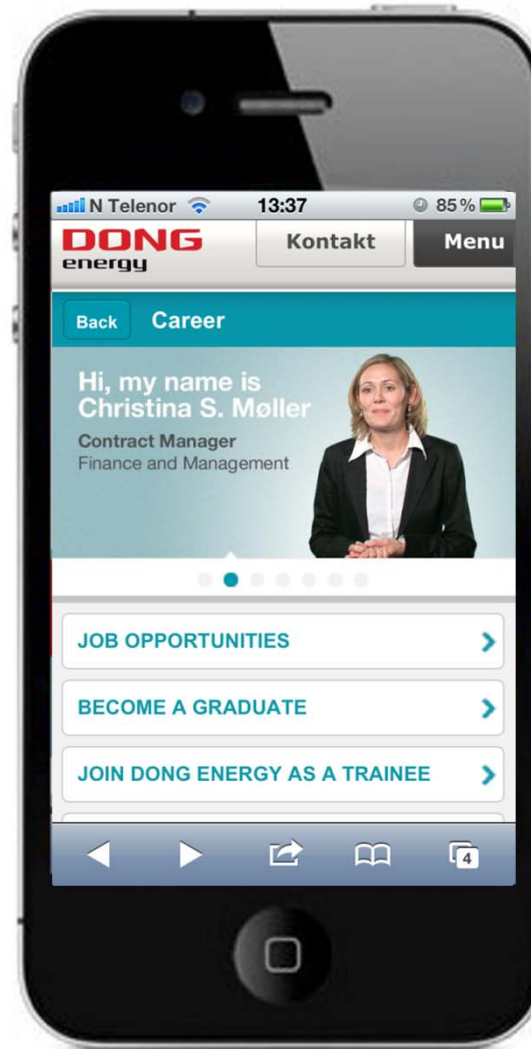 N Telenor 13:37 85%
DONG energy Kontakt Menu
Back Career
Hi, my name is
Christina S. Møller
Contract Manager
Finance and Management
JOB OPPORTUNITIES
BECOME A GRADUATE
JOIN DONG ENERGY AS A TRAINEE
4